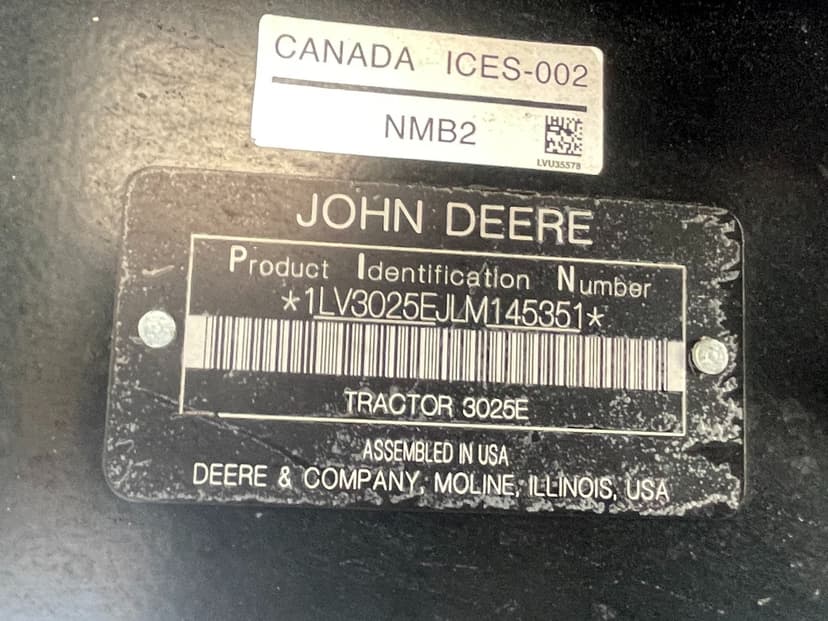 CANADA ICES-002
NMB2
LVU35578
JOHN DEERE
Product Identification Number
*1LV3025EJLM145351*
TRACTOR 3025E
ASSEMBLED IN USA
DEERE & COMPANY, MOLINE, ILLINOIS, USA